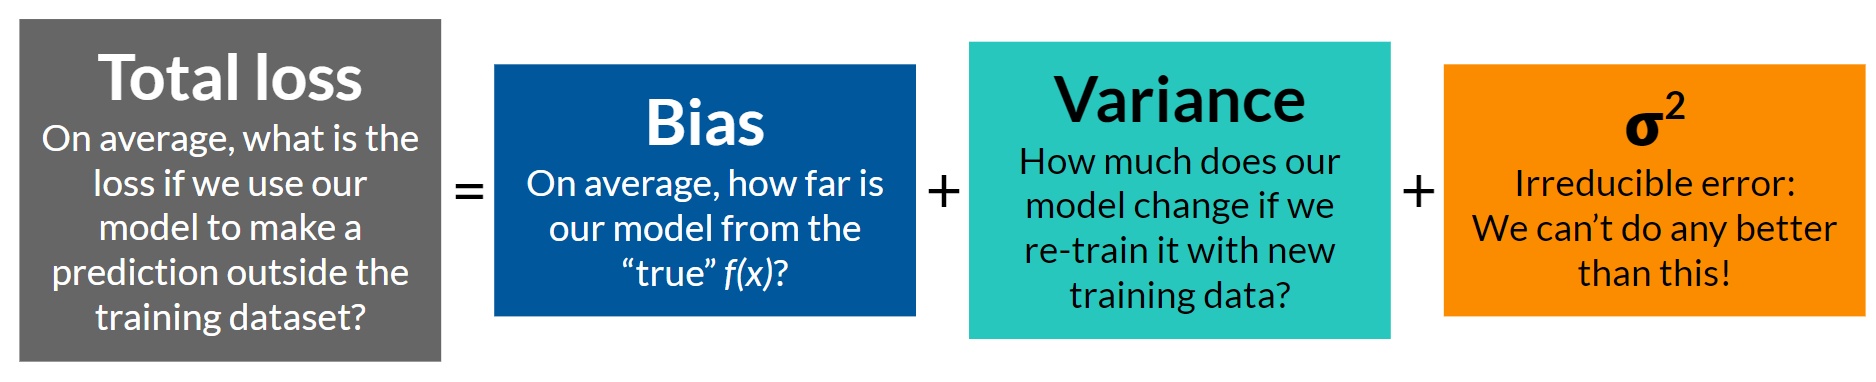 Total loss
On average, what is the
loss if we use our
model to make a
prediction outside the
training dataset?
=
Bias
On average, how far is
our model from the
“true” f(x)?
+
Variance
How much does our
model change if we
re-train it with new
training data?
+
σ²
Irreducible error:
We can’t do any better
than this!